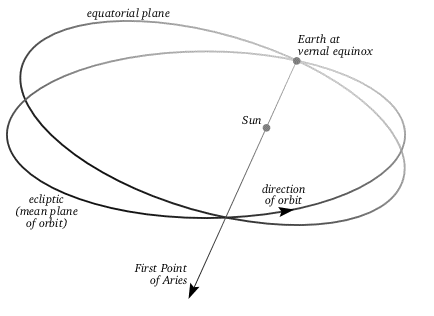 equatorial plane
Earth at
vernal equinox
Sun
direction
of orbit
ecliptic
(mean plane
of orbit)
First Point
of Aries